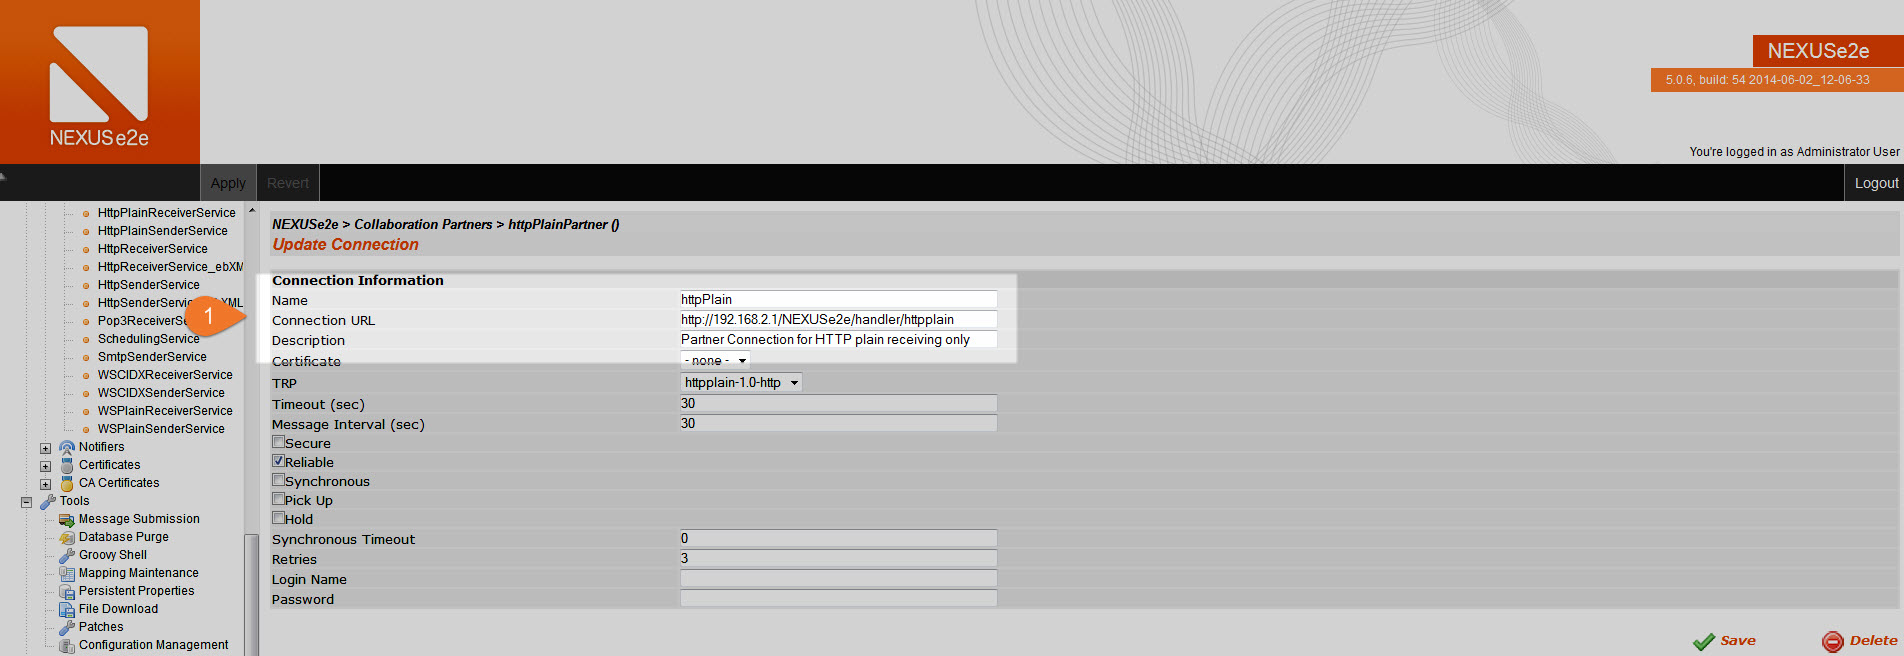 NEXUSe2e
NEXUSe2e
5.0.6, build: 54 2014-06-02_12-06-33
You're logged in as Administrator User
Apply
Revert
Logout
HttpPlainReceiverService
HttpPlainSenderService
HttpReceiverService
HttpReceiverService_ebXM
HttpSenderService
HttpSenderServic
XML
Pop3ReceiverSe
SchedulingService
SmtpSenderService
WSCIDXReceiverService
WSCIDXSenderService
WSPlainReceiverService
WSPlainSenderService
Notifiers
Certificates
CA Certificates
Tools
Message Submission
Database Purge
Groovy Shell
Mapping Maintenance
Persistent Properties
File Download
Patches
Configuration Management
1
NEXUSe2e > Collaboration Partners > httpPlainPartner ()
Update Connection
Connection Information
Name httpPlain
Connection URL http://192.168.2.1/NEXUSe2e/handler/httpplain
Description Partner Connection for HTTP plain receiving only
Certificate - none -
TRP httpplain-1.0-http
Timeout (sec) 30
Message Interval (sec) 30
Secure
Reliable
Synchronous
Pick Up
Hold
Synchronous Timeout 0
Retries 3
Login Name
Password
Save
Delete